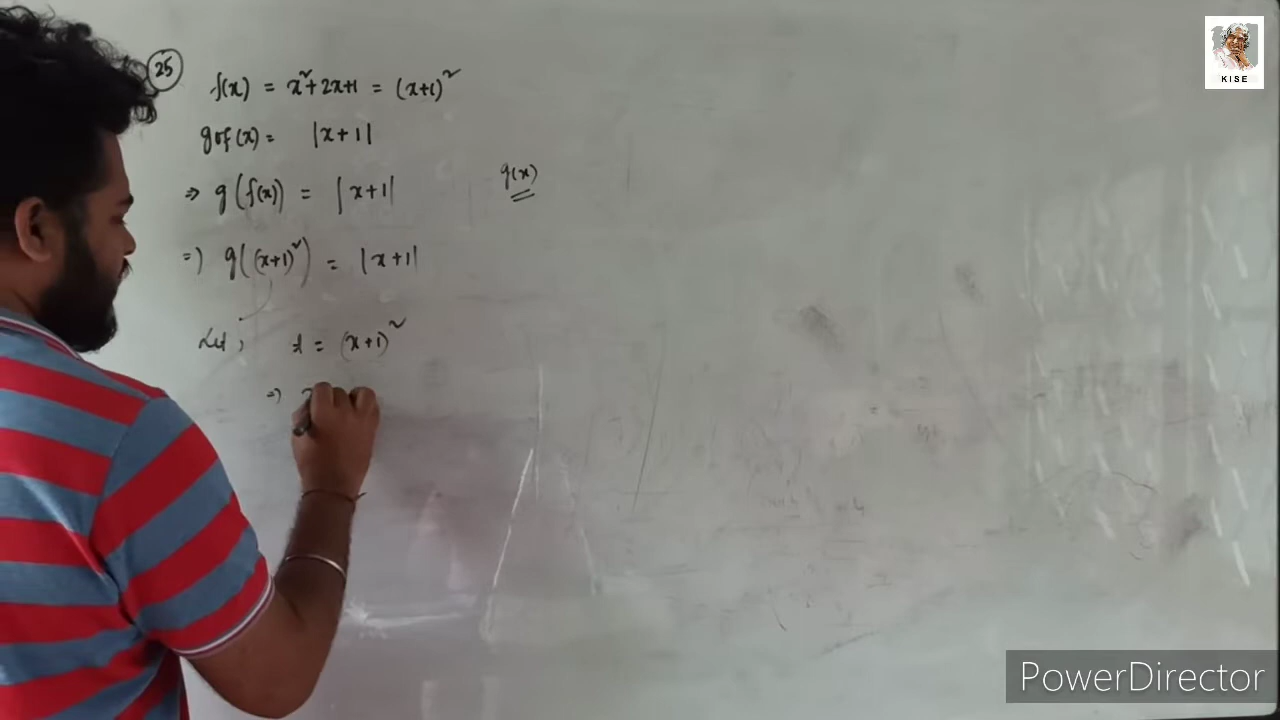 25
f(x) = x²+2x+1 = (x+1)²
gof(x) = |x+1|
⇒ g(f(x)) = |x+1|
g(x)
⇒ g((x+1)²) = |x+1|
Let, t = (x+1)²
⇒
KISE
PowerDirector